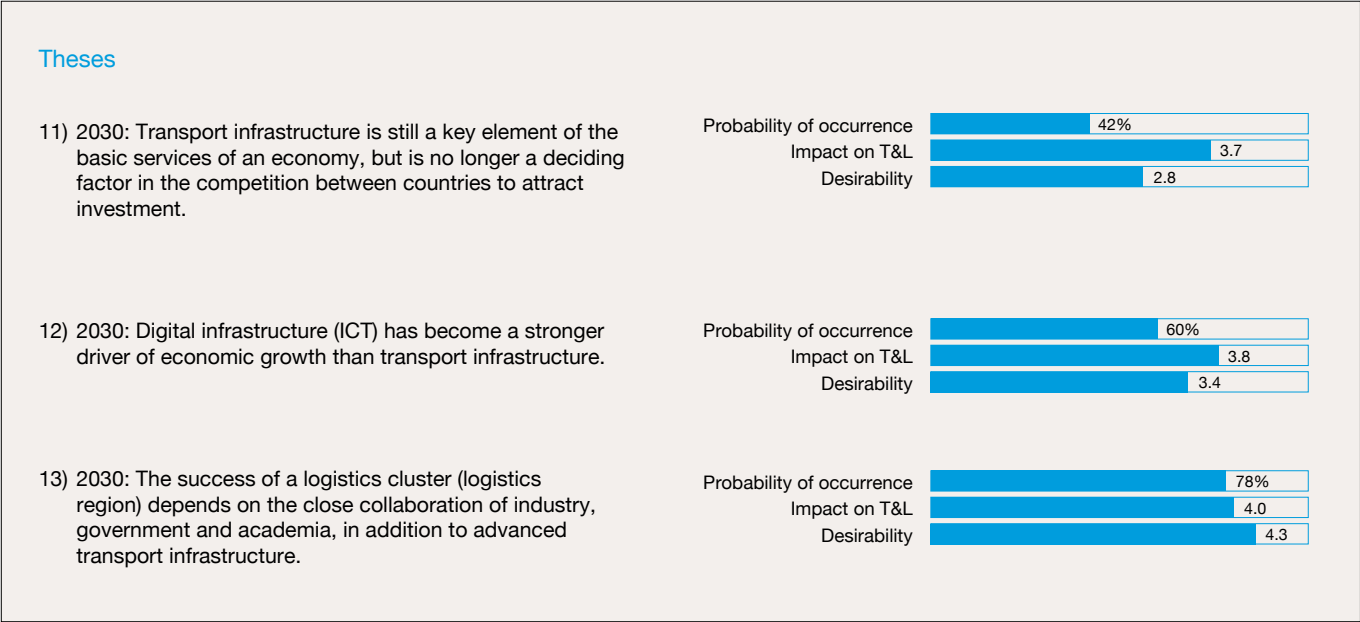 Theses
11) 2030: Transport infrastructure is still a key element of the
basic services of an economy, but is no longer a deciding
factor in the competition between countries to attract
investment.
Probability of occurrence 42%
Impact on T&L 3.7
Desirability 2.8
12) 2030: Digital infrastructure (ICT) has become a stronger
driver of economic growth than transport infrastructure.
Probability of occurrence 60%
Impact on T&L 3.8
Desirability 3.4
13) 2030: The success of a logistics cluster (logistics
region) depends on the close collaboration of industry,
government and academia, in addition to advanced
transport infrastructure.
Probability of occurrence 78%
Impact on T&L 4.0
Desirability 4.3